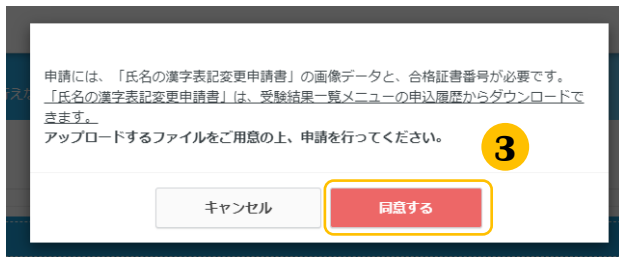 申請には、「氏名の漢字表記変更申請書」の画像データと、合格証書番号が必要です。
「氏名の漢字表記変更申請書」は、受験結果一覧メニューの申込履歴からダウンロードで
きます。
アップロードするファイルをご用意の上、申請を行ってください。
3
キャンセル
同意する